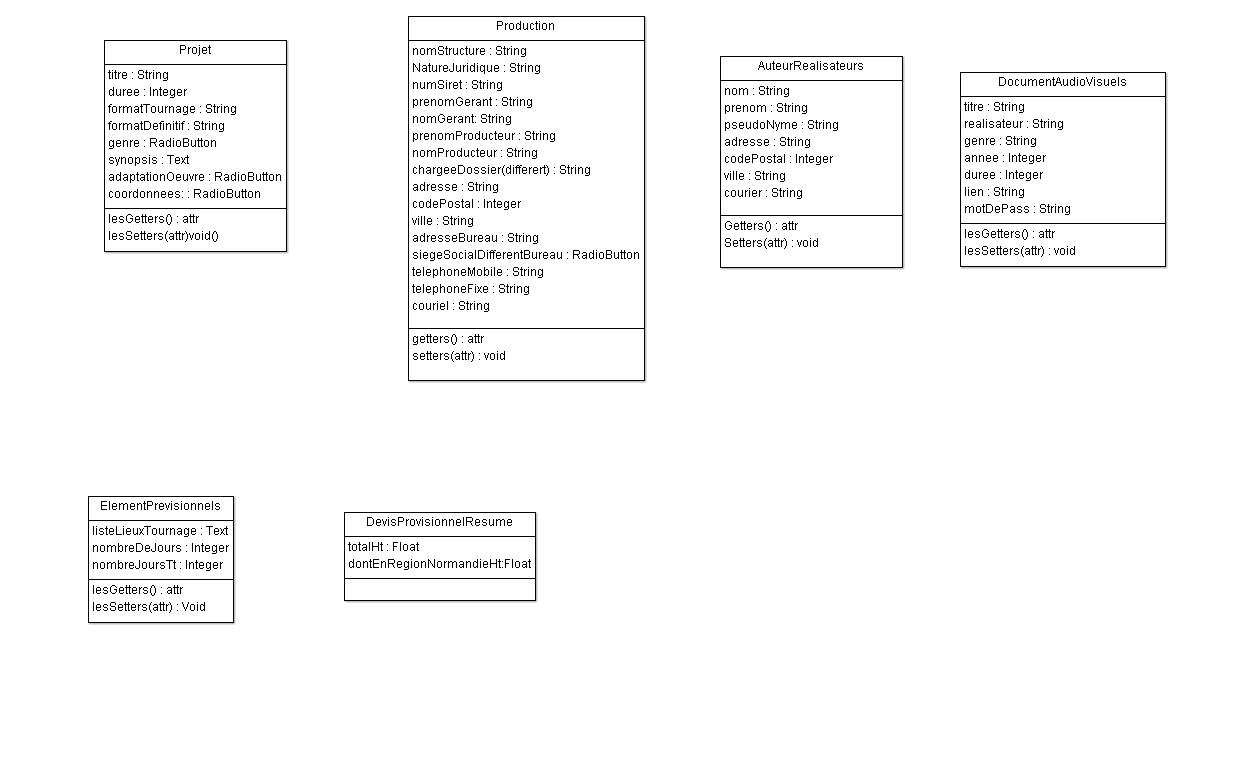 Projet
titre : String
duree : Integer
formatTournage : String
formatDefinitif : String
genre : RadioButton
synopsis : Text
adaptationOeuvre : RadioButton
coordonnees: : RadioButton
lesGetters() : attr
lesSetters(attr)void()
Production
nomStructure : String
NatureJuridique : String
numSiret : String
prenomGerant : String
nomGerant: String
prenomProducteur : String
nomProducteur : String
chargeeDossier(differert) : String
adresse : String
codePostal : Integer
ville : String
adresseBureau : String
siegeSocialDifferentBureau : RadioButton
telephoneMobile : String
telephoneFixe : String
couriel : String
getters() : attr
setters(attr) : void
AuteurRealisateurs
nom : String
prenom : String
pseudoNyme : String
adresse : String
codePostal : Integer
ville : String
courier : String
Getters() : attr
Setters(attr) : void
DocumentAudioVisuels
titre : String
realisateur : String
genre : String
annee : Integer
duree : Integer
lien : String
motDePass : String
lesGetters() : attr
lesSetters(attr) : void
ElementPrevisionnels
listeLieuxTournage : Text
nombreDeJours : Integer
nombreJoursTt : Integer
lesGetters() : attr
lesSetters(attr) : Void
DevisProvisionnelResume
totalHt : Float
dontEnRegionNormandieHt:Float